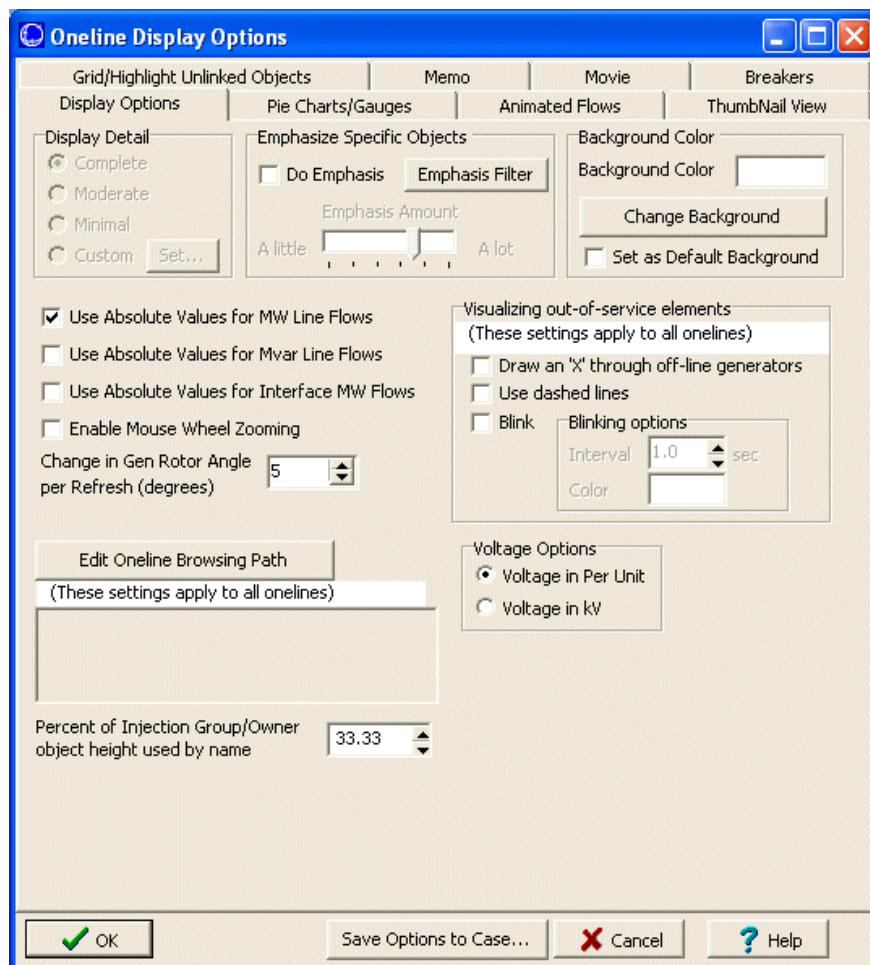 Oneline Display Options
Grid/Highlight Unlinked Objects
Memo
Movie
Breakers
Display Options
Pie Charts/Gauges
Animated Flows
ThumbNail View
Display Detail
Complete
Moderate
Minimal
Custom
Set...
Emphasize Specific Objects
Do Emphasis
Emphasis Filter
Emphasis Amount
A little
A lot
Background Color
Background Color
Change Background
Set as Default Background
Use Absolute Values for MW Line Flows
Use Absolute Values for Mvar Line Flows
Use Absolute Values for Interface MW Flows
Enable Mouse Wheel Zooming
Change in Gen Rotor Angle
per Refresh (degrees)
5
Visualizing out-of-service elements
(These settings apply to all onelines)
Draw an 'X' through off-line generators
Use dashed lines
Blink
Blinking options
Interval
1.0
sec
Color
Edit Oneline Browsing Path
(These settings apply to all onelines)
Voltage Options
Voltage in Per Unit
Voltage in kV
Percent of Injection Group/Owner
object height used by name
33.33
OK
Save Options to Case...
Cancel
Help